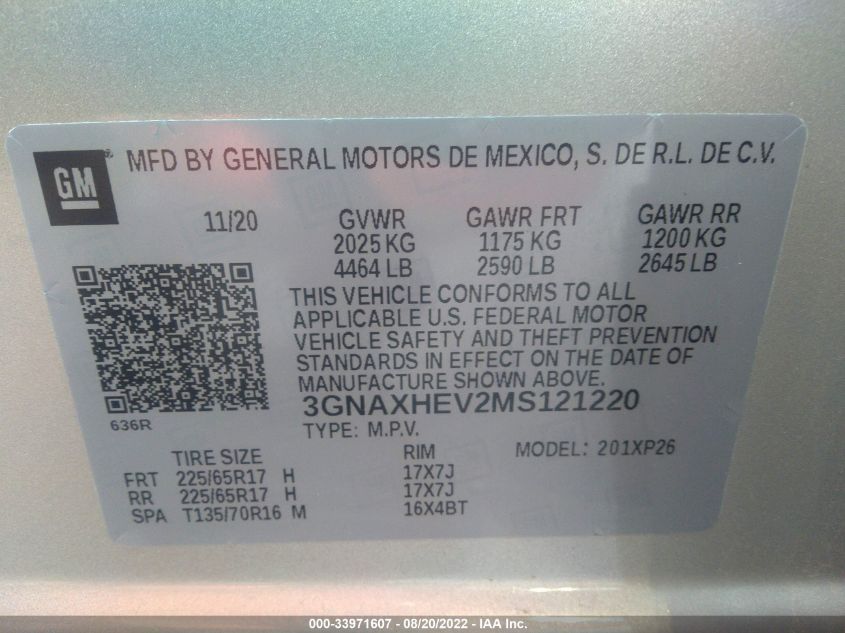 GM ® MFD BY GENERAL MOTORS DE MEXICO, S. DE R.L. DE C.V.
11/20 GVWR GAWR FRT GAWR RR
2025 KG 1175 KG 1200 KG
4464 LB 2590 LB 2645 LB
THIS VEHICLE CONFORMS TO ALL
APPLICABLE U.S. FEDERAL MOTOR
VEHICLE SAFETY AND THEFT PREVENTION
STANDARDS IN EFFECT ON THE DATE OF
MANUFACTURE SHOWN ABOVE.
3GNAXHEV2MS121220
636R
TYPE: M.P.V.
TIRE SIZE RIM MODEL: 201XP26
FRT 225/65R17 H 17X7J
RR 225/65R17 H 17X7J
SPA T135/70R16 M 16X4BT
000-33971607 - 08/20/2022 - IAA Inc.